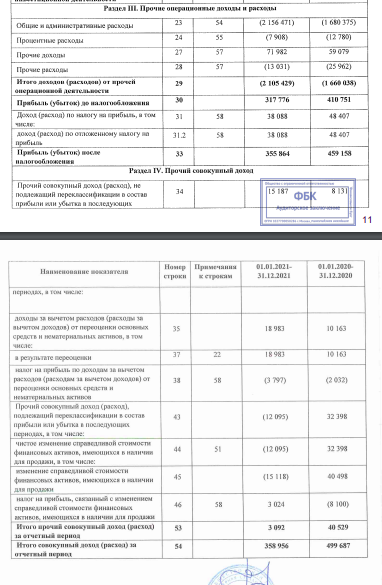 Раздел III. Прочие операционные доходы и расходы
Общие и административные расходы 23 54 (2 156 471) (1 680 375)
Процентные расходы 24 55 (7 908) (12 780)
Прочие доходы 27 57 71 982 59 079
Прочие расходы 28 57 (13 031) (25 962)
Итого доходов (расходов) от прочей
операционной деятельности 29 (2 105 429) (1 660 038)
Прибыль (убыток) до налогообложения 30 317 776 410 751
Доход (расход) по налогу на прибыль, в том
числе: 31 58 38 088 48 407
доход (расход) по отложенному налогу на
прибыль 31.2 58 38 088 48 407
Прибыль (убыток) после
налогообложения 33 355 864 459 158
Раздел IV. Прочий совокупный доход
Прочий совокупный доход (расход), не
подлежащий переклассификации в состав
прибыли или убытка в последующих 34 15 187 8 131
ФБК
Аудиторское Заключение
11
Наименование показателя Номер строки Примечания к строкам 01.01.2021-31.12.2021 01.01.2020-31.12.2020
периодах, в том числе:
доходы за вычетом расходов (расходы за
вычетом доходов) от переоценки основных
средств и нематериальных активов, в том
числе: 35 18 983 10 163
в результате переоценки 37 22 18 983 10 163
налог на прибыль по доходам за вычетом
расходов (расходам за вычетом доходов) от
переоценки основных средств и
нематериальных активов 38 58 (3 797) (2 032)
Прочий совокупный доход (расход),
подлежащий переклассификации в состав
прибыли или убытка в последующих
периодах, в том числе: 43 (12 095) 32 398
чистое изменение справедливой стоимости
финансовых активов, имеющихся в наличии
для продажи, в том числе: 44 51 (12 095) 32 398
изменение справедливой стоимости
финансовых активов, имеющихся в наличии
для продажи 45 (15 118) 40 498
налог на прибыль, связанный с изменением
справедливой стоимости финансовых
активов, имеющихся в наличии для продажи 46 58 3 024 (8 100)
Итого прочий совокупный доход (расход)
за отчетный период 53 3 092 40 529
Итого совокупный доход (расход) за
отчетный период 54 358 956 499 687